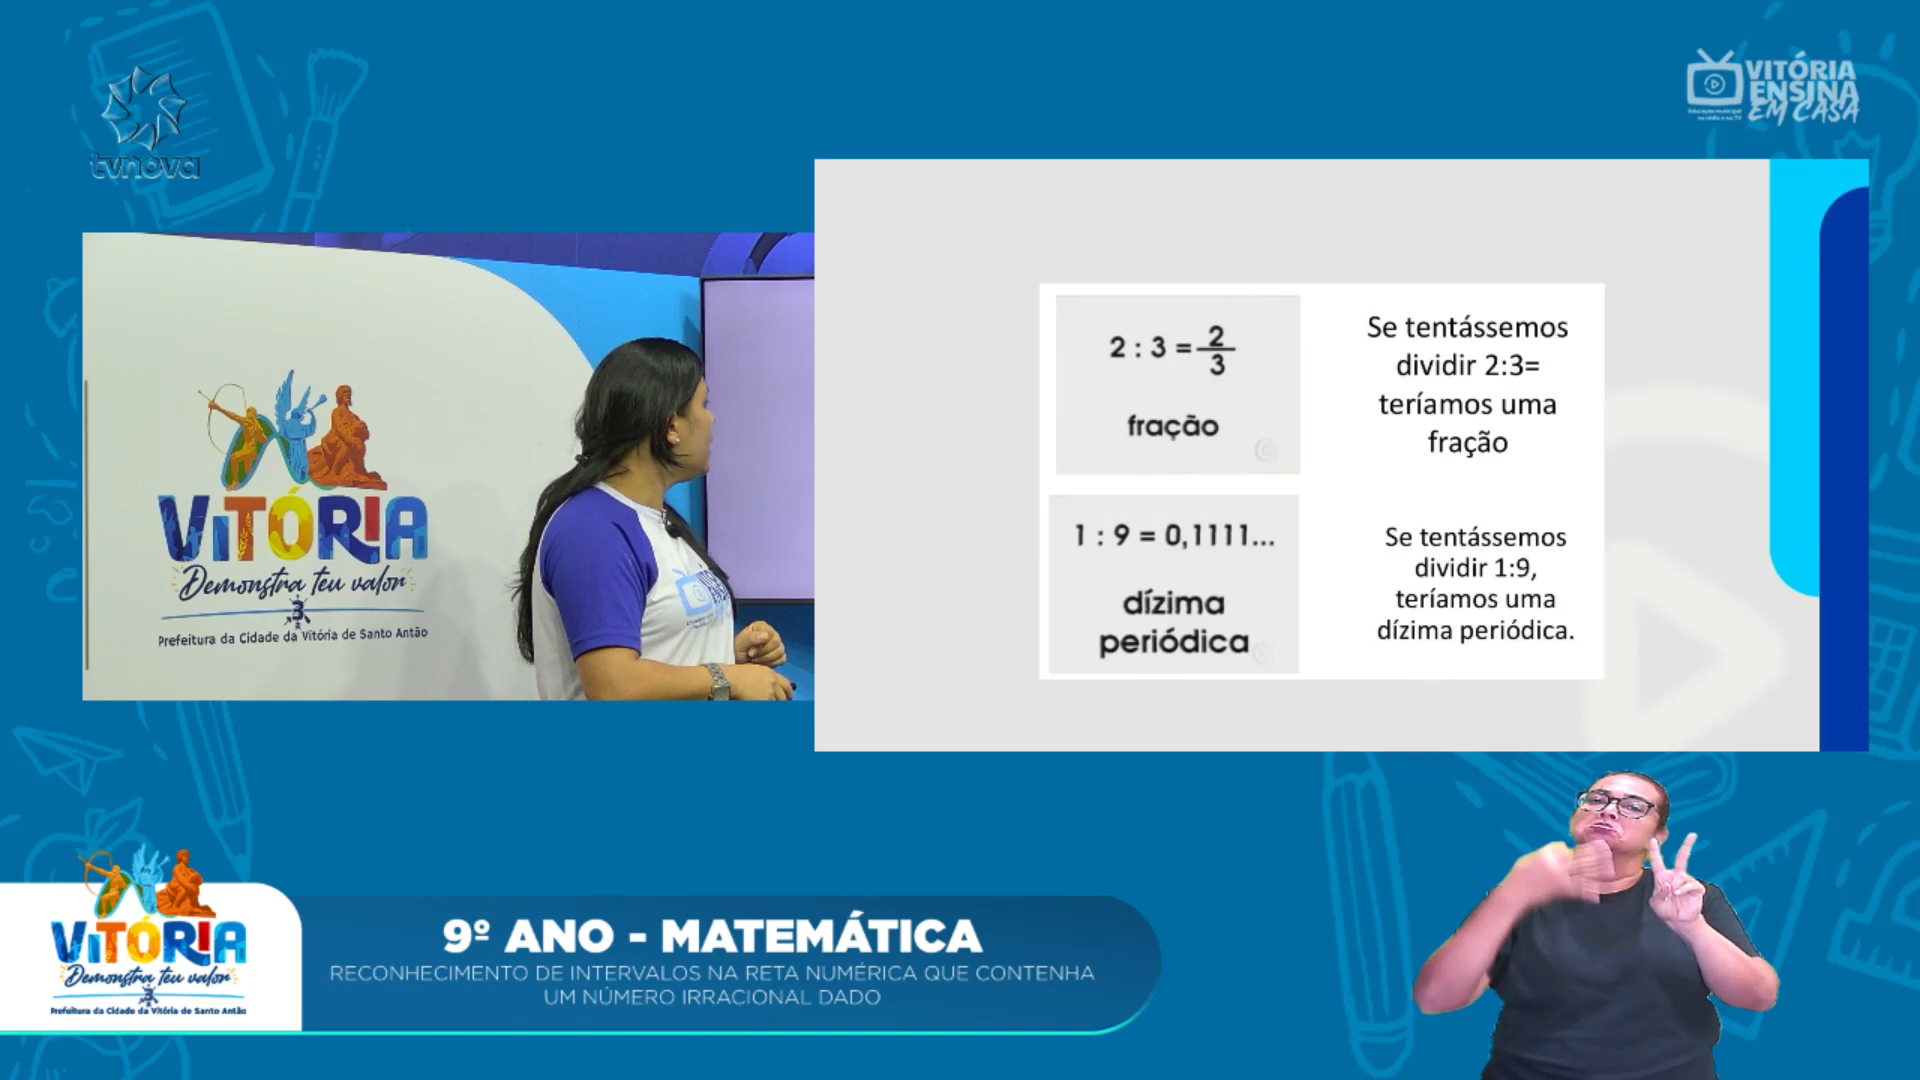 tvnova
VITÓRIA
ENSINA
EM CASA
2 : 3 = 2/3
fração
Se tentássemos
dividir 2:3=
teríamos uma
fração
1 : 9 = 0,1111...
dízima
periódica
Se tentássemos
dividir 1:9,
teríamos uma
dízima periódica.
VITÓRIA
Demonstra teu valor
Prefeitura da Cidade da Vitória de Santo Antão
VITÓRIA
Demonstra teu valor
Prefeitura da Cidade da Vitória de Santo Antão
9º ANO - MATEMÁTICA
RECONHECIMENTO DE INTERVALOS NA RETA NUMÉRICA QUE CONTENHA
UM NÚMERO IRRACIONAL DADO